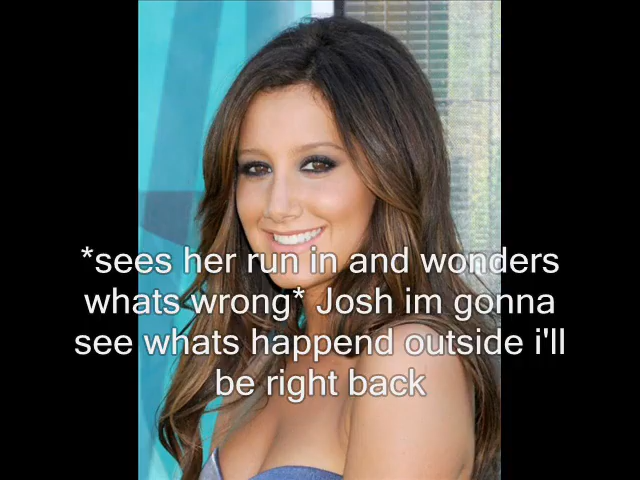 *sees her run in and wonders
whats wrong* Josh im gonna
see whats happend outside i'll
be right back